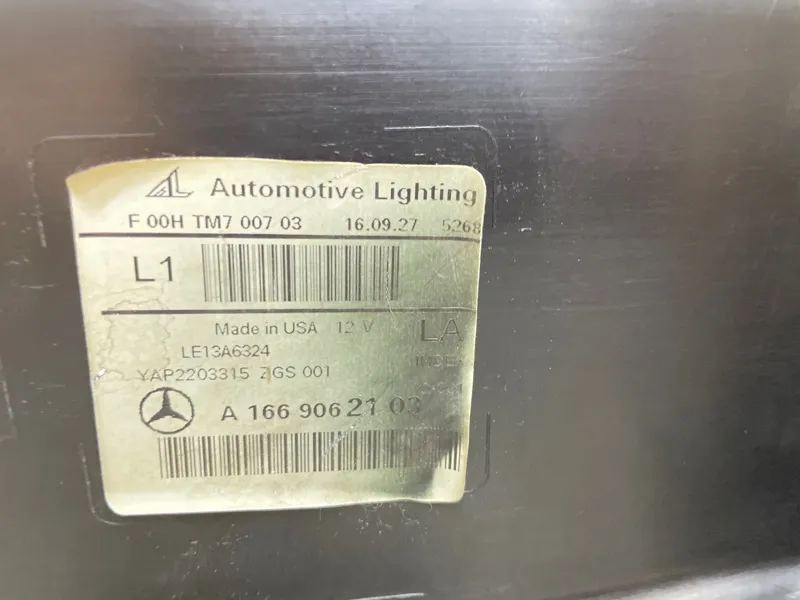 AL Automotive Lighting
F 00H TM7 007 03 16.09.27 5268
L1
Made in USA 12 V LA
LE13A6324
YAP2203315 ZGS 001
A 166 906 21 03